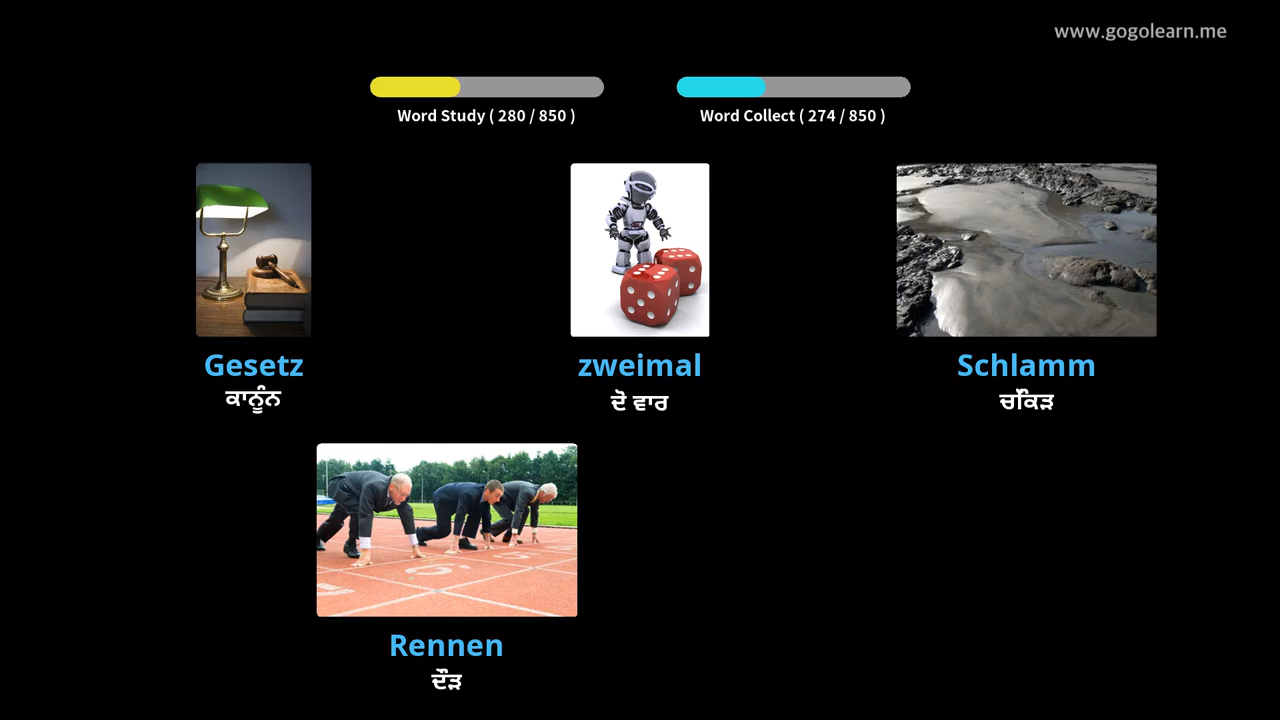 www.gogolearn.me
Word Study ( 280 / 850 )
Word Collect ( 274 / 850 )
Gesetz
ਕਾਨੂੰਨ
zweimal
ਦੋ ਵਾਰ
Schlamm
ਚਿੱਕੜ
Rennen
ਦੌੜ